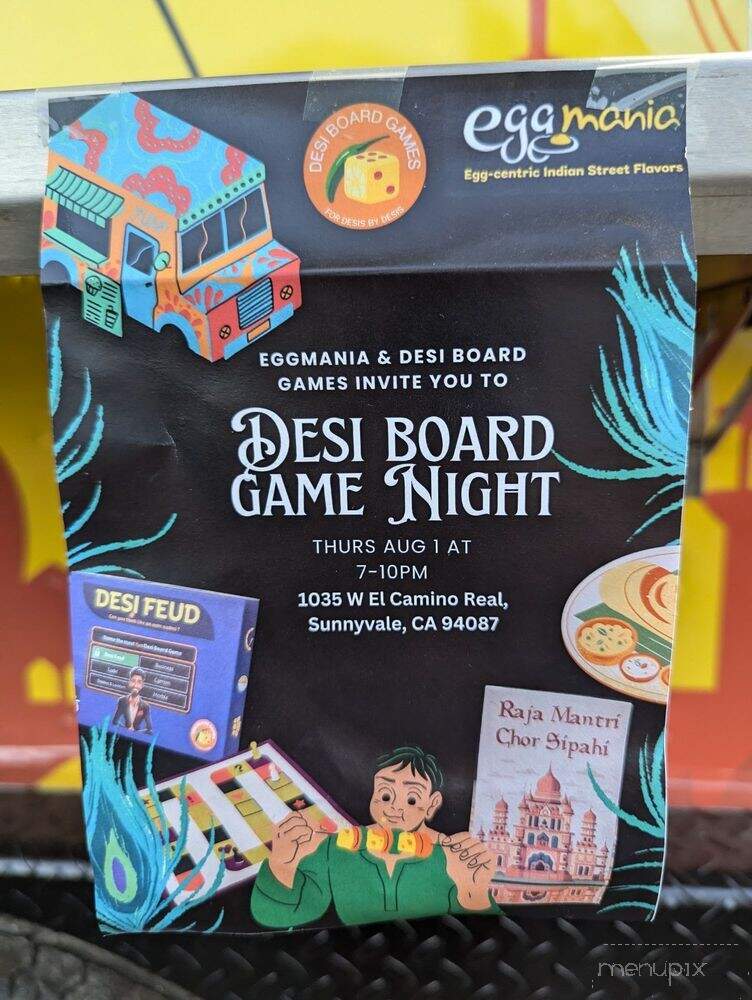 DESI BOARD GAMES
FOR DESIS BY DESIS
eggmania
Egg-centric Indian Street Flavors
EGGMANIA & DESI BOARD
GAMES INVITE YOU TO
DESI BOARD
GAME NIGHT
THURS AUG 1 AT
7-10PM
1035 W El Camino Real,
Sunnyvale, CA 94087
DESI FEUD
Raja Mantri
Chor Sipahi
menupix